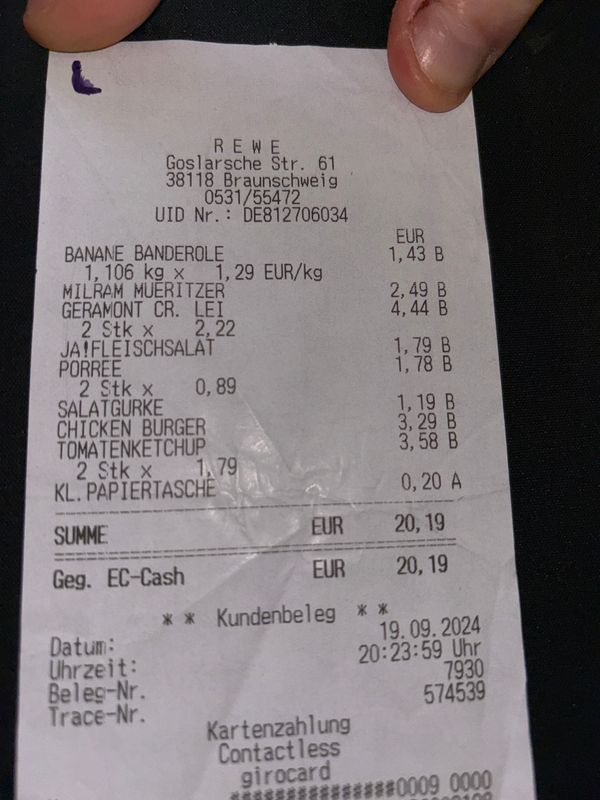 R E W E
Goslarsche Str. 61
38118 Braunschweig
0531/55472
UID Nr.: DE812706034
EUR
BANANE BANDEROLE 1,43 B
1,106 kg x 1,29 EUR/kg
MILRAM MUERITZER 2,49 B
GERAMONT CR. LEI 4,44 B
2 Stk x 2,22
JA!FLEISCHSALAT 1,79 B
PORREE 1,78 B
2 Stk x 0,89
SALATGURKE 1,19 B
CHICKEN BURGER 3,29 B
TOMATENKETCHUP 3,58 B
2 Stk x 1,79
KL.PAPIERTASCHE 0,20 A
SUMME EUR 20,19
Geg. EC-Cash EUR 20,19
* * Kundenbeleg * *
Datum: 19.09.2024
Uhrzeit: 20:23:59 Uhr
Beleg-Nr. 7930
Trace-Nr. 574539
Kartenzahlung
Contactless
girocard
###############0009 0000